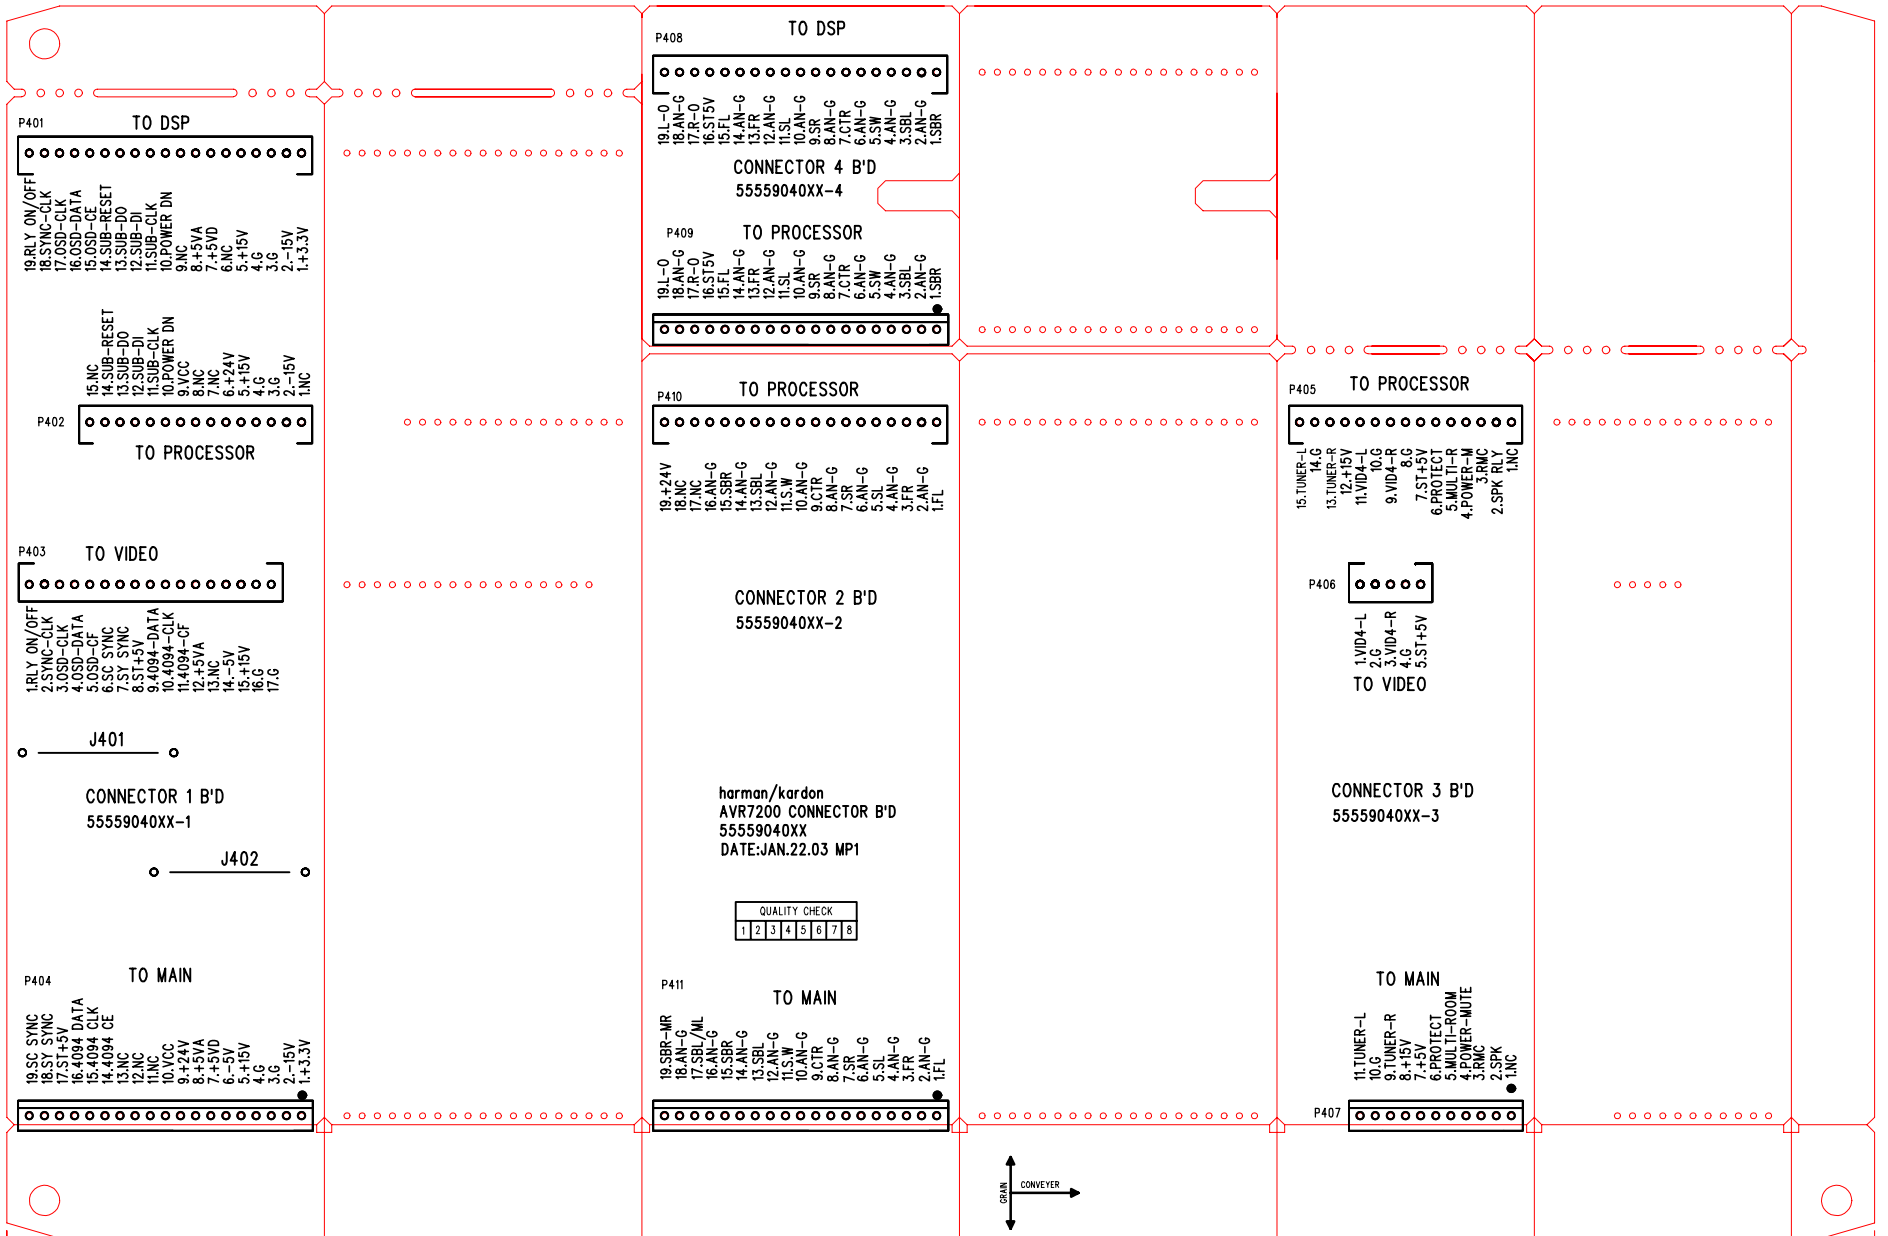 P401
TO DSP
19.RLY ON/OFF
18.SYNC-CLK
17.OSD-CLK
16.OSD-DATA
15.OSD-CE
14.SUB-RESET
13.SUB-DO
12.SUB-DI
11.SUB-CLK
10.POWER DN
9.NC
8.+5VA
7.+5VD
6.NC
5.+15V
4.G
3.G
2.-15V
1.+3.3V
15.NC
14.SUB-RESET
13.SUB-DO
12.SUB-DI
11.SUB-CLK
10.POWER DN
9.VCC
8.NC
7.NC
6.+24V
5.+15V
4.G
3.G
2.-15V
1.NC
P402
TO PROCESSOR
P403
TO VIDEO
1.RLY ON/OFF
2.SYNC-CLK
3.OSD-CLK
4.OSD-DATA
5.OSD-CF
6.SC SYNC
7.SY SYNC
8.ST+5V
9.4094-DATA
10.4094-CLK
11.4094-CF
12.+5VA
13.NC
14.-5V
15.+15V
16.G
17.G
J401
CONNECTOR 1 B'D
55559040XX-1
J402
P404
TO MAIN
19.SC SYNC
18.SY SYNC
17.ST+5V
16.4094 DATA
15.4094 CLK
14.4094 CE
13.NC
12.NC
11.NC
10.VCC
9.+24V
8.+5VA
7.+5VD
6.-5V
5.+15V
4.G
3.G
2.-15V
1.+3.3V
P408
TO DSP
19.L-O
18.AN-G
17.R-O
16.ST5V
15.FL
14.AN-G
13.FR
12.AN-G
11.SL
10.AN-G
9.SR
8.AN-G
7.CTR
6.AN-G
5.SW
4.AN-G
3.SBL
2.AN-G
1.SBR
CONNECTOR 4 B'D
55559040XX-4
P409
TO PROCESSOR
19.L-O
18.AN-G
17.R-O
16.ST5V
15.FL
14.AN-G
13.FR
12.AN-G
11.SL
10.AN-G
9.SR
8.AN-G
7.CTR
6.AN-G
5.SW
4.AN-G
3.SBL
2.AN-G
1.SBR
P410
TO PROCESSOR
19.+24V
18.NC
17.NC
16.AN-G
15.SBR
14.AN-G
13.SBL
12.AN-G
11.S.W
10.AN-G
9.CTR
8.AN-G
7.SR
6.AN-G
5.SL
4.AN-G
3.FR
2.AN-G
1.FL
CONNECTOR 2 B'D
55559040XX-2
harman/kardon
AVR7200 CONNECTOR B'D
55559040XX
DATE:JAN.22.03 MP1
QUALITY CHECK
1 2 3 4 5 6 7 8
P411
TO MAIN
19.SBR-MR
18.AN-G
17.SBL/ML
16.AN-G
15.SBR
14.AN-G
13.SBL
12.AN-G
11.S.W
10.AN-G
9.CTR
8.AN-G
7.SR
6.AN-G
5.SL
4.AN-G
3.FR
2.AN-G
1.FL
P405
TO PROCESSOR
15.TUNER-L
14.G
13.TUNER-R
12.+15V
11.VID4-L
10.G
9.VID4-R
8.G
7.ST+5V
6.PROTECT
5.MULTI-R
4.POWER-M
3.RMC
2.SPK RLY
1.NC
P406
1.VID4-L
2.G
3.VID4-R
4.G
5.ST+5V
TO VIDEO
CONNECTOR 3 B'D
55559040XX-3
TO MAIN
11.TUNER-L
10.G
9.TUNER-R
8.+15V
7.+5V
6.PROTECT
5.MULTI-ROOM
4.POWER-MUTE
3.RMC
2.SPK
1.NC
P407
GRAIN
CONVEYER